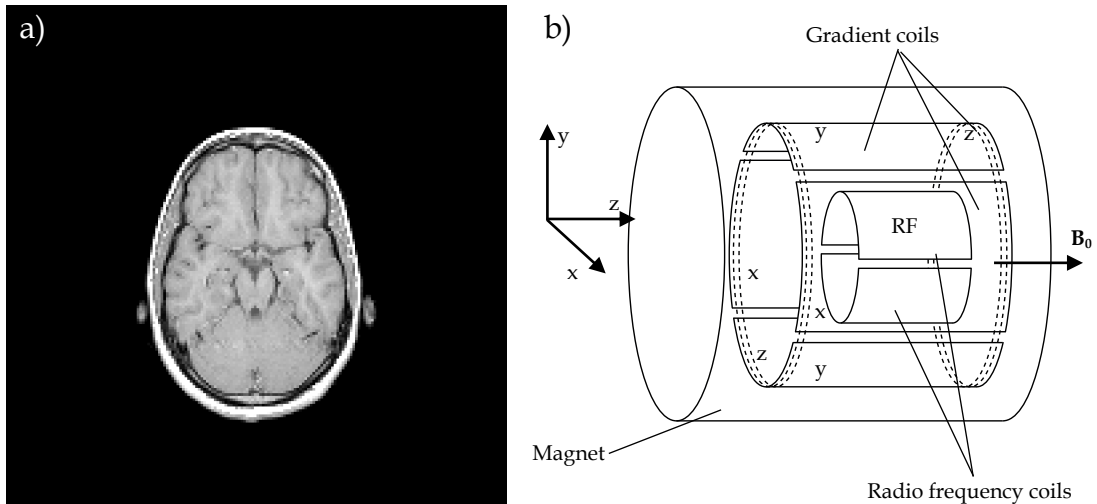 a)
b)
Gradient coils
y
y
z
z
x
RF
B₀
x
x
z
y
Magnet
Radio frequency coils